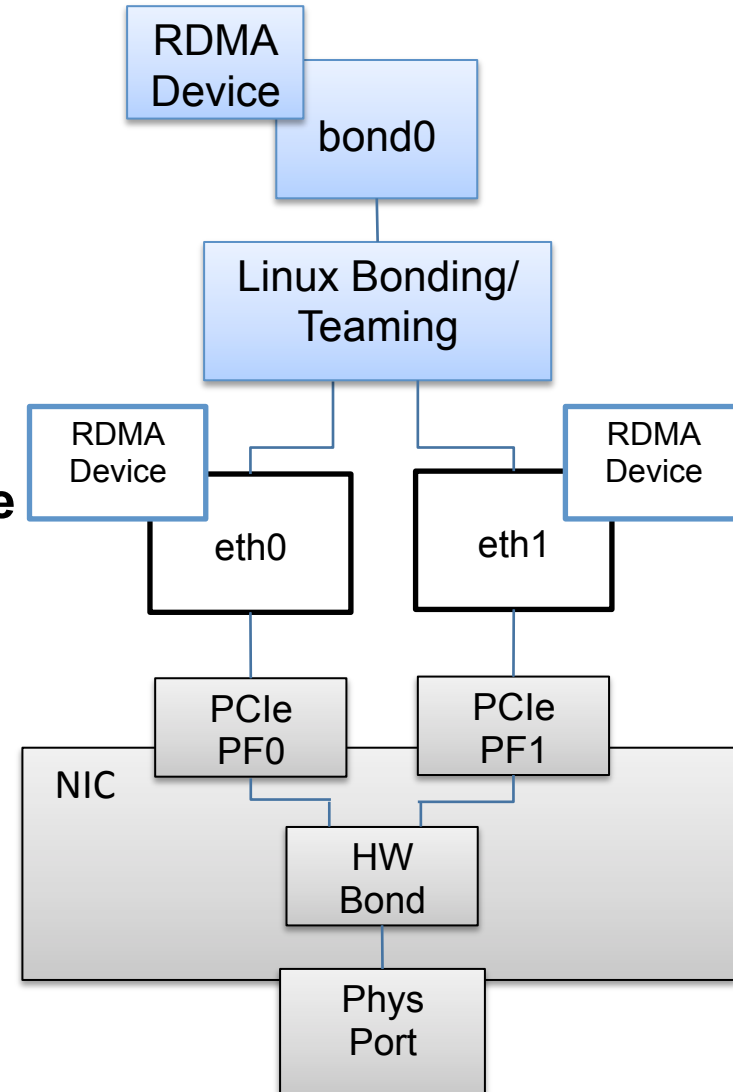 RDMA
Device
bond0
Linux Bonding/
Teaming
RDMA
Device
RDMA
Device
e
eth0
eth1
PCIe
PF0
PCIe
PF1
NIC
HW
Bond
Phys
Port